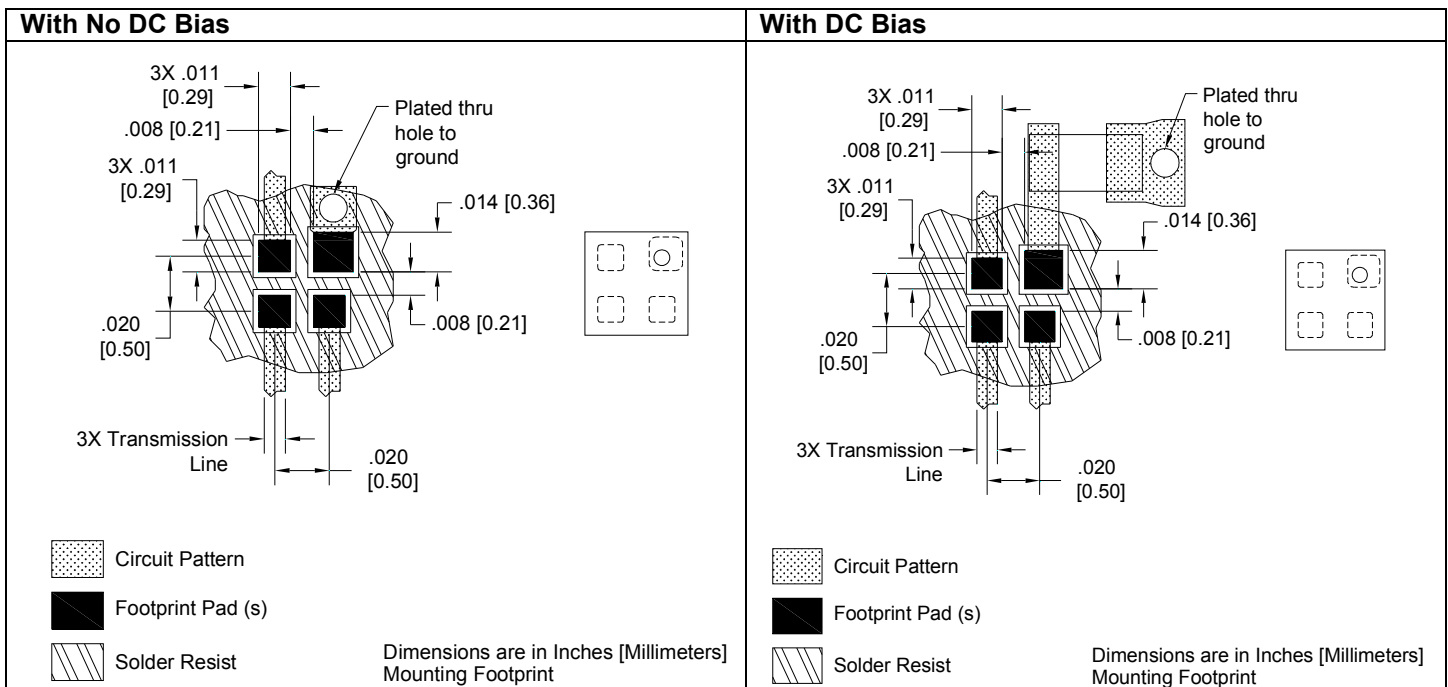 With No DC Bias
3X .011
[0.29]
.008 [0.21]
3X .011
[0.29]
Plated thru
hole to
ground
.014 [0.36]
.020
[0.50]
.008 [0.21]
3X Transmission
Line
.020
[0.50]
Circuit Pattern
Footprint Pad (s)
Solder Resist
Dimensions are in Inches [Millimeters]
Mounting Footprint
With DC Bias
3X .011
[0.29]
.008 [0.21]
3X .011
[0.29]
Plated thru
hole to
ground
.014 [0.36]
.020
[0.50]
.008 [0.21]
3X Transmission
Line
.020
[0.50]
Circuit Pattern
Footprint Pad (s)
Solder Resist
Dimensions are in Inches [Millimeters]
Mounting Footprint